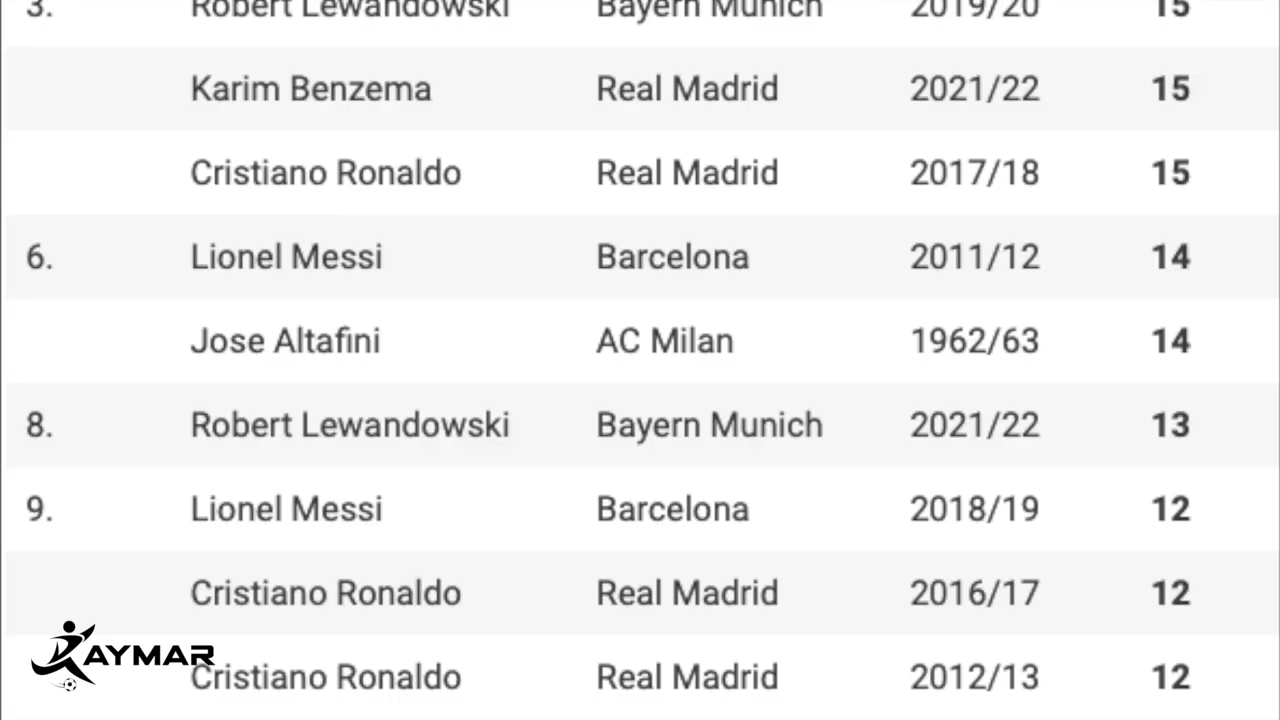 3. Robert Lewandowski Bayern Munich 2019/20 15
Karim Benzema Real Madrid 2021/22 15
Cristiano Ronaldo Real Madrid 2017/18 15
6. Lionel Messi Barcelona 2011/12 14
Jose Altafini AC Milan 1962/63 14
8. Robert Lewandowski Bayern Munich 2021/22 13
9. Lionel Messi Barcelona 2018/19 12
Cristiano Ronaldo Real Madrid 2016/17 12
KAYMAR
Cristiano Ronaldo Real Madrid 2012/13 12